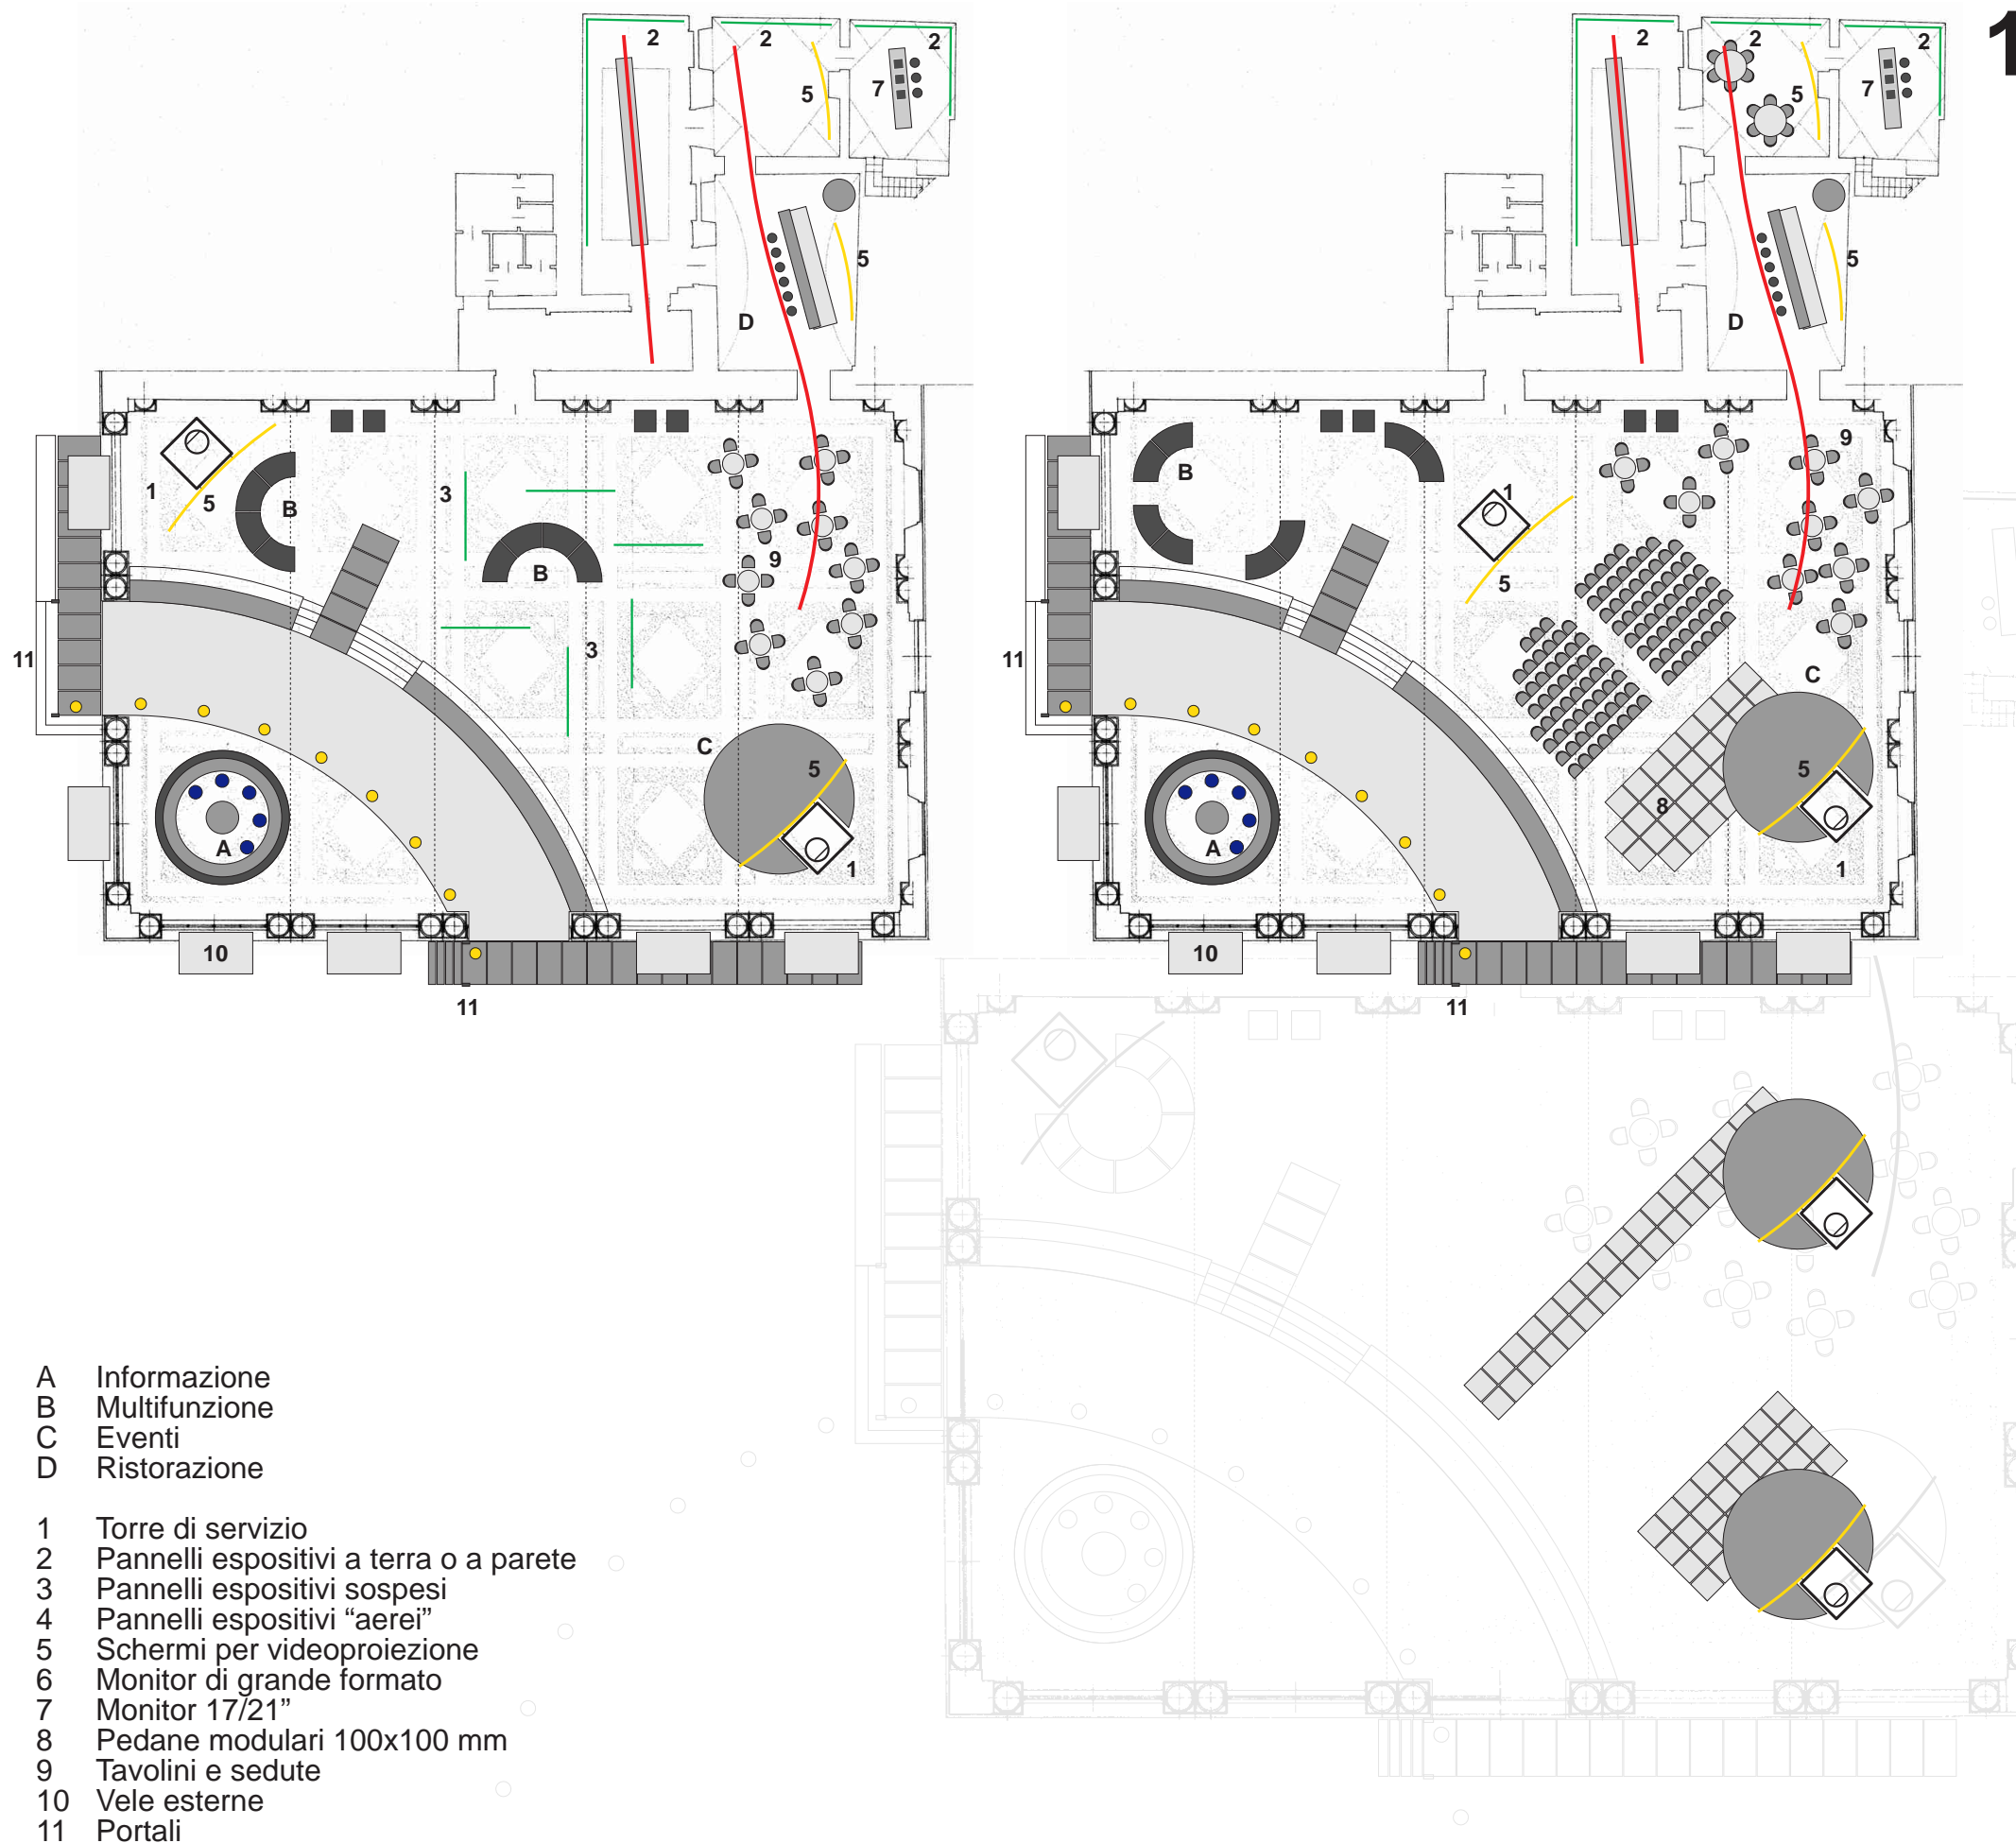 1
2 2 2
5 7
5
D
1 5 B
3 B 9
3
11
C 5
A 1
10
11
2 2 2
5 7
5
D
B 9
1
5
11
C
5
8
A 1
10
11
A Informazione
B Multifunzione
C Eventi
D Ristorazione
1 Torre di servizio
2 Pannelli espositivi a terra o a parete
3 Pannelli espositivi sospesi
4 Pannelli espositivi “aerei”
5 Schermi per videoproiezione
6 Monitor di grande formato
7 Monitor 17/21”
8 Pedane modulari 100x100 mm
9 Tavolini e sedute
10 Vele esterne
11 Portali